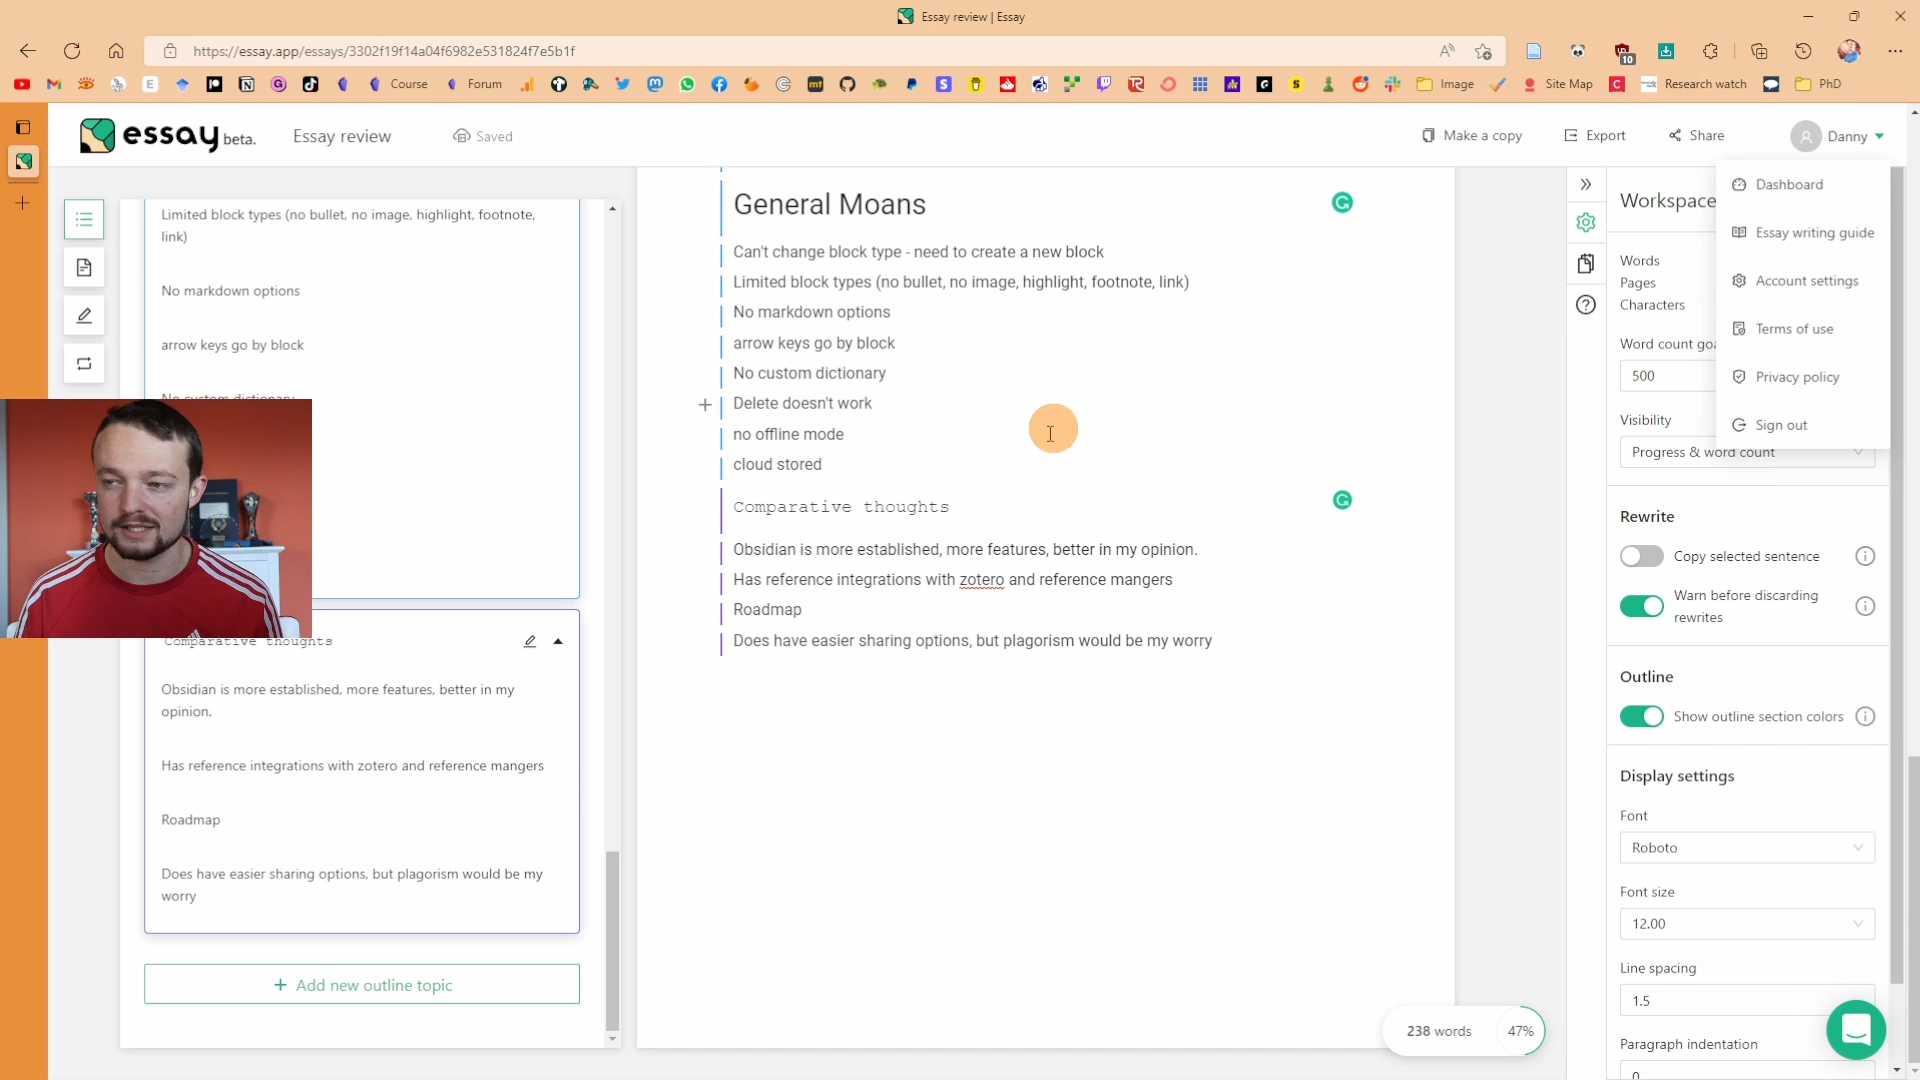 Essay review | Essay
https://essay.app/essays/3302f19f14a04f6982e531824f7e5b1f
10
Course
Forum
Image
Site Map
Research watch
PhD
essay beta.
Essay review
Saved
Make a copy
Export
Share
Danny
Dashboard
Essay writing guide
Account settings
Terms of use
Privacy policy
Sign out
Limited block types (no bullet, no image, highlight, footnote,
link)
No markdown options
arrow keys go by block
No custom dictionary
Comparative thoughts
Obsidian is more established, more features, better in my
opinion.
Has reference integrations with zotero and reference mangers
Roadmap
Does have easier sharing options, but plagorism would be my
worry
+ Add new outline topic
General Moans
Can't change block type - need to create a new block
Limited block types (no bullet, no image, highlight, footnote, link)
No markdown options
arrow keys go by block
No custom dictionary
Delete doesn't work
no offline mode
cloud stored
Comparative thoughts
Obsidian is more established, more features, better in my opinion.
Has reference integrations with zotero and reference mangers
Roadmap
Does have easier sharing options, but plagorism would be my worry
238 words
47%
Workspace
Words
Pages
Characters
Word count goa
500
Visibility
Progress & word count
Rewrite
Copy selected sentence
Warn before discarding
rewrites
Outline
Show outline section colors
Display settings
Font
Roboto
Font size
12.00
Line spacing
1.5
Paragraph indentation
0